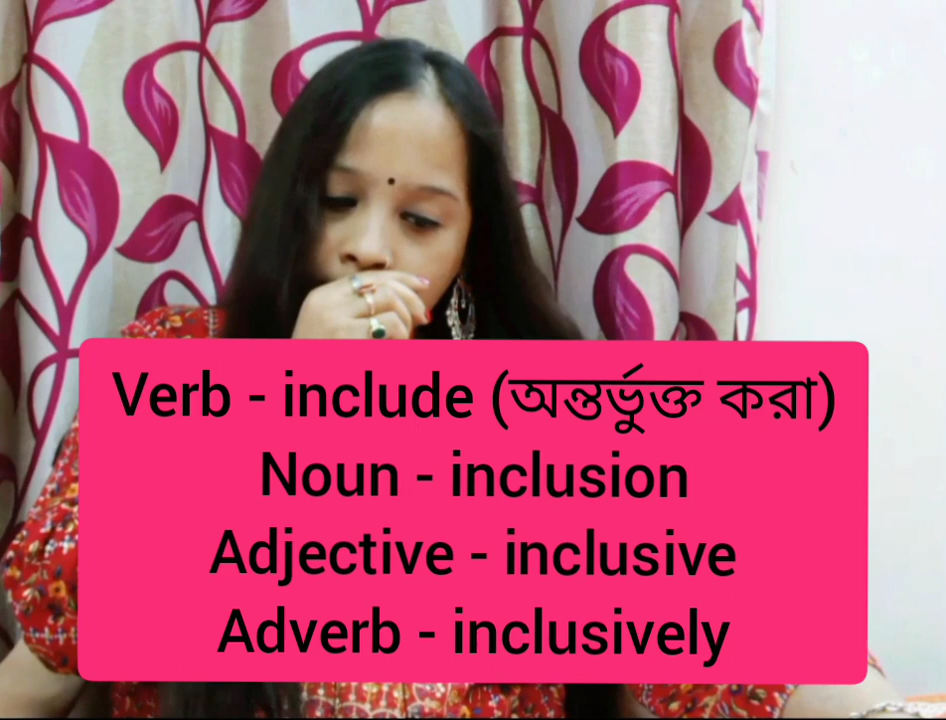 Verb - include (অন্তর্ভুক্ত করা)
Noun - inclusion
Adjective - inclusive
Adverb - inclusively